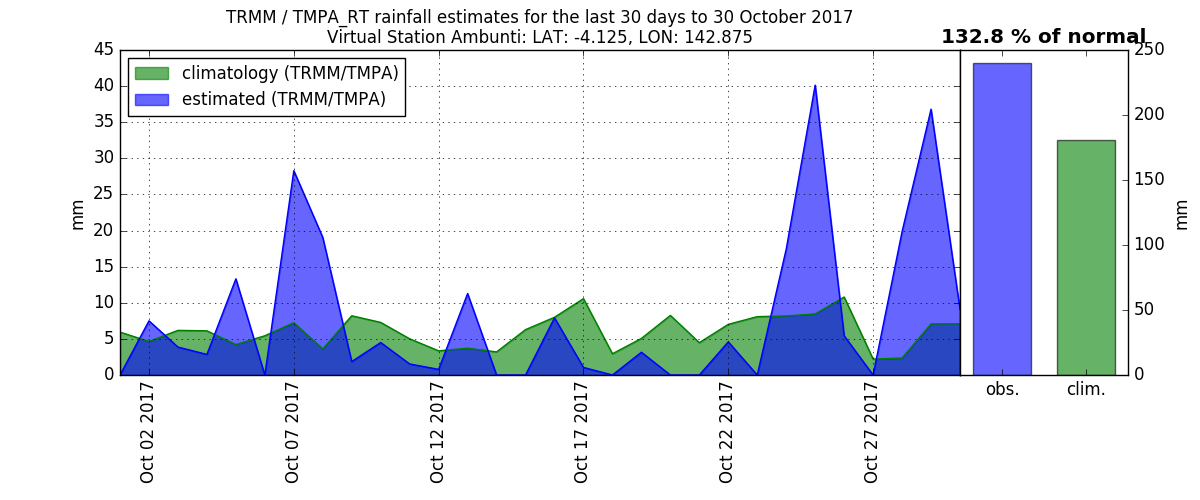 TRMM / TMPA_RT rainfall estimates for the last 30 days to 30 October 2017
Virtual Station Ambunti: LAT: -4.125, LON: 142.875
132.8 % of normal
climatology (TRMM/TMPA)
estimated (TRMM/TMPA)
mm
45
40
35
30
25
20
15
10
5
0
Oct 02 2017
Oct 07 2017
Oct 12 2017
Oct 17 2017
Oct 22 2017
Oct 27 2017
obs.
clim.
250
200
150
100
50
0
mm